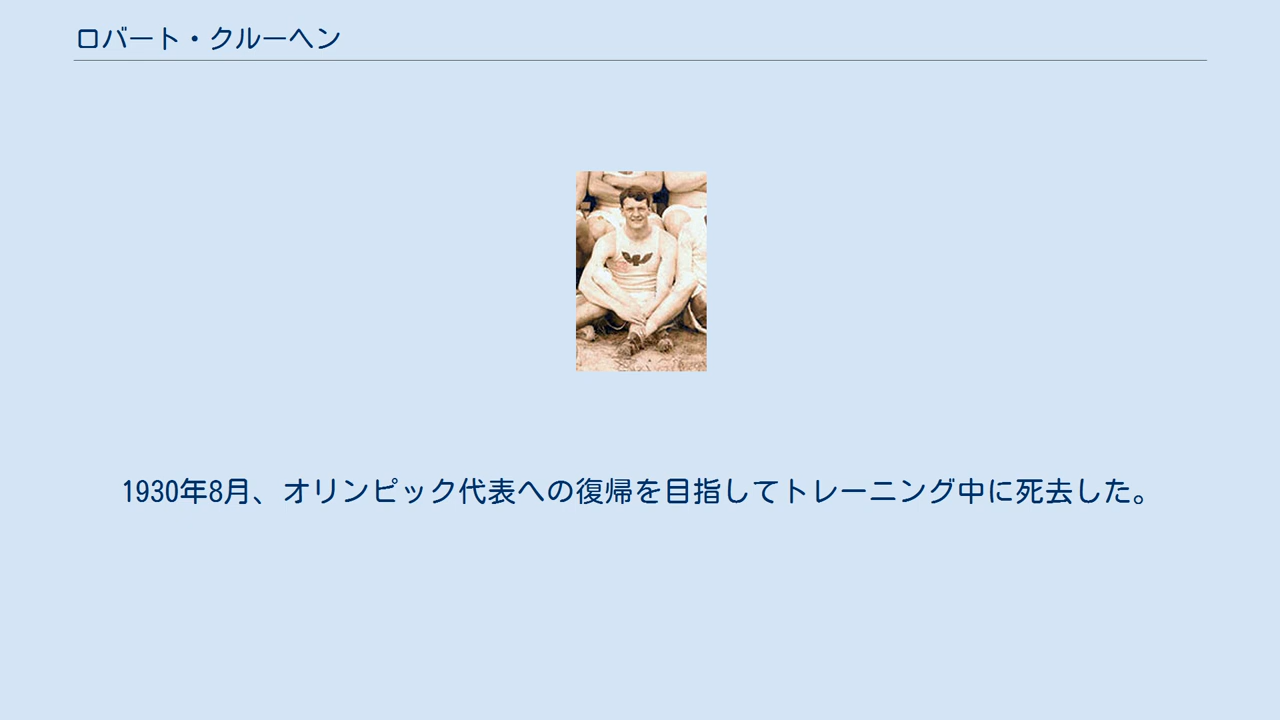 ロバート・クルーヘン
1930年8月、オリンピック代表への復帰を目指してトレーニング中に死去した。